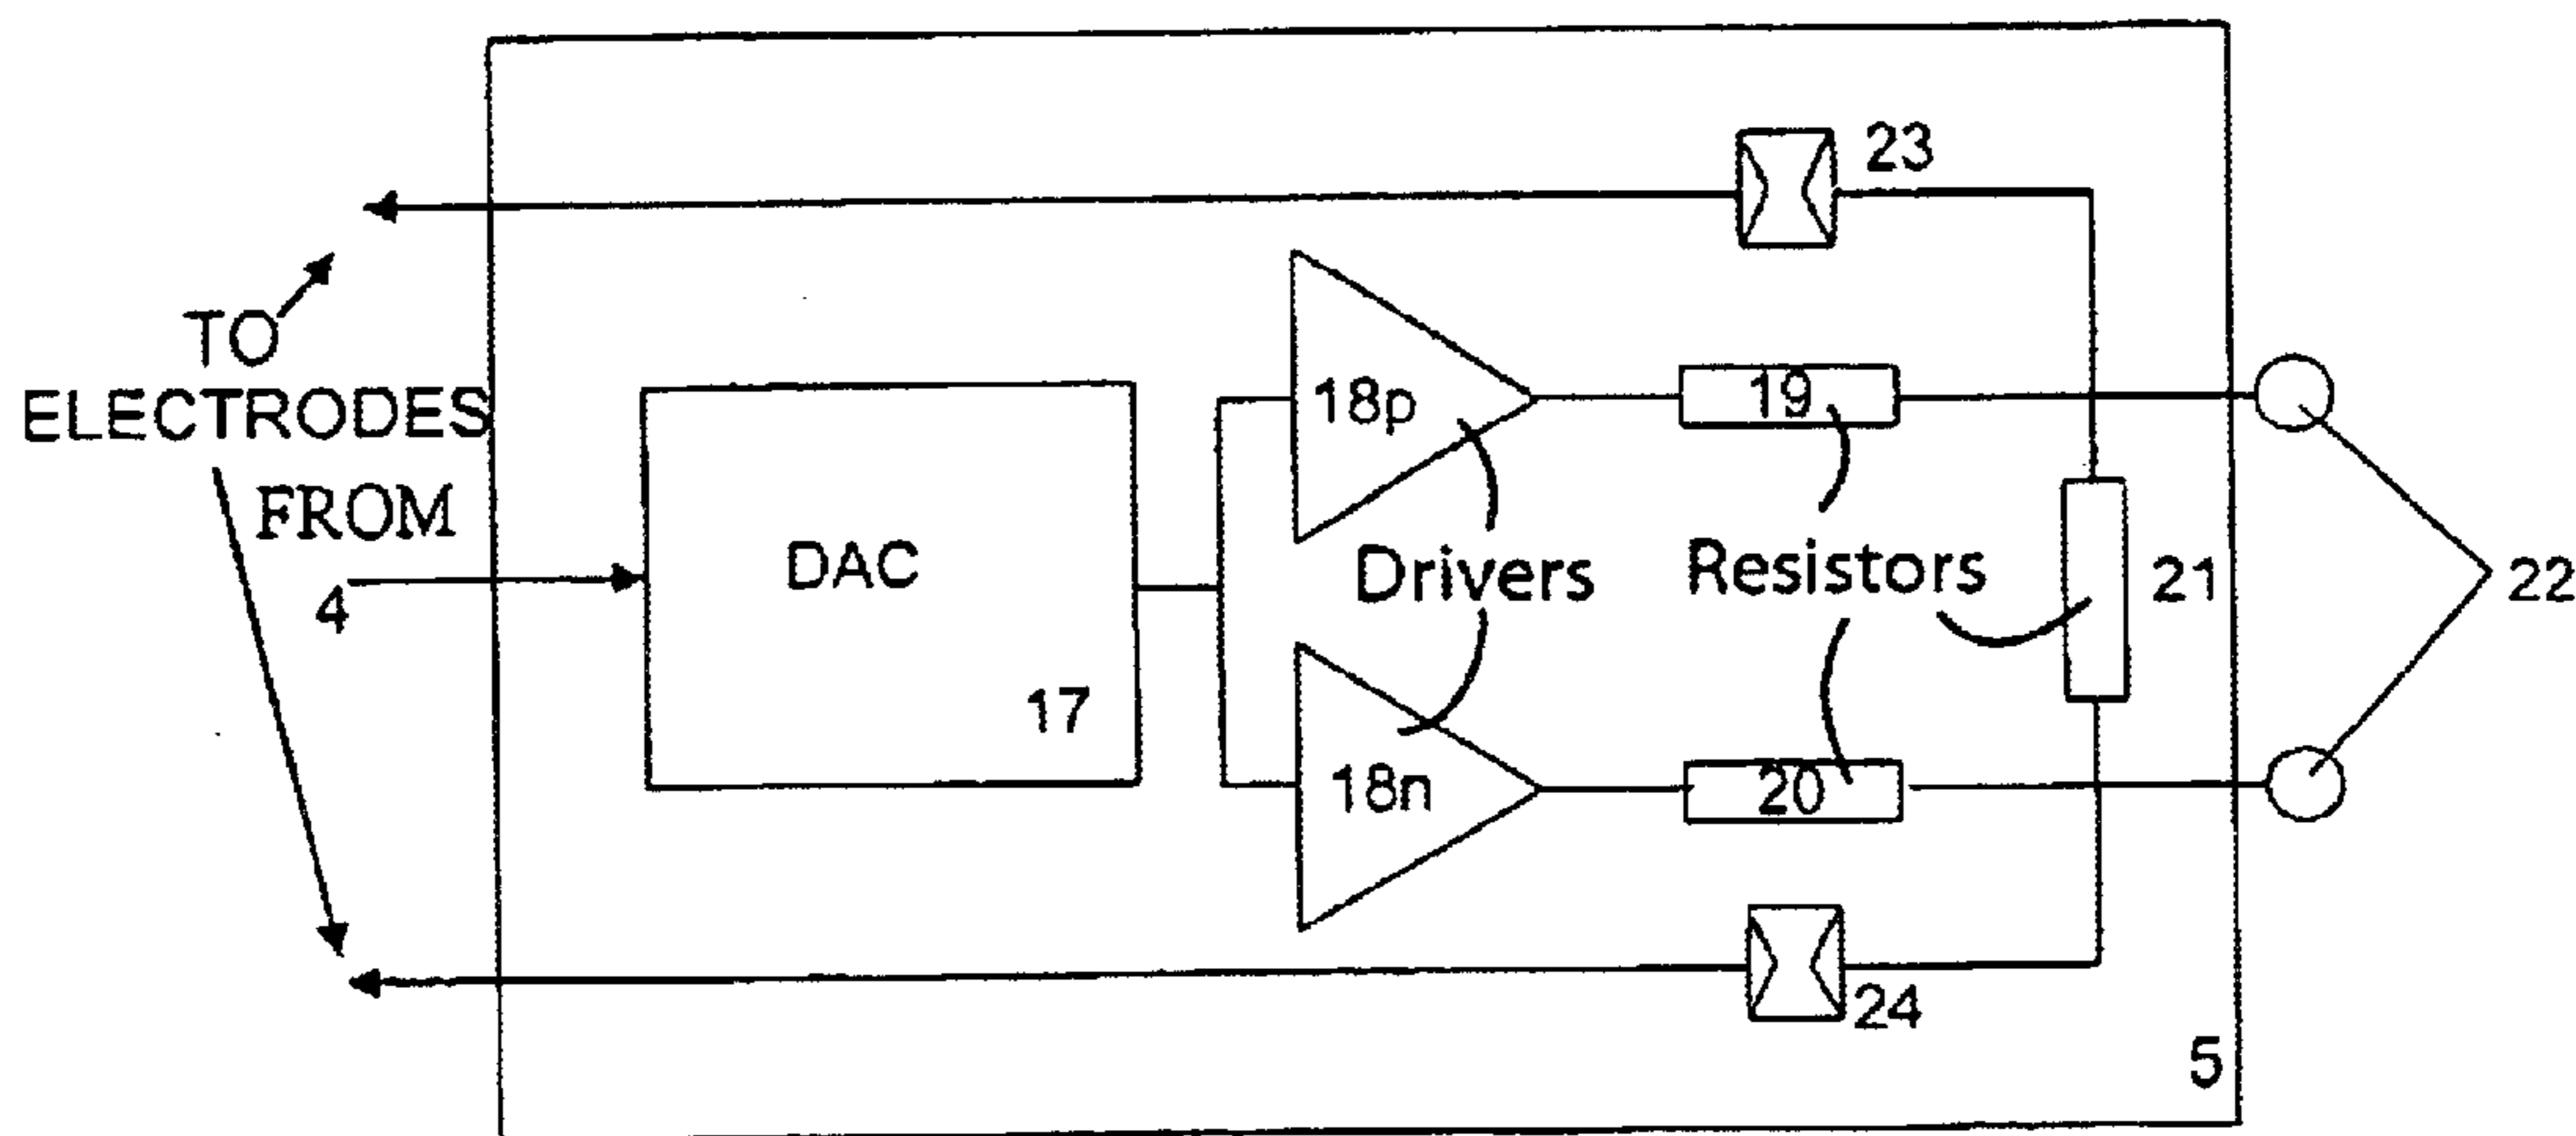 23
TO
ELECTRODES
FROM
4
DAC
17
18p
19
Drivers
Resistors
21
22
18n
20
24
5